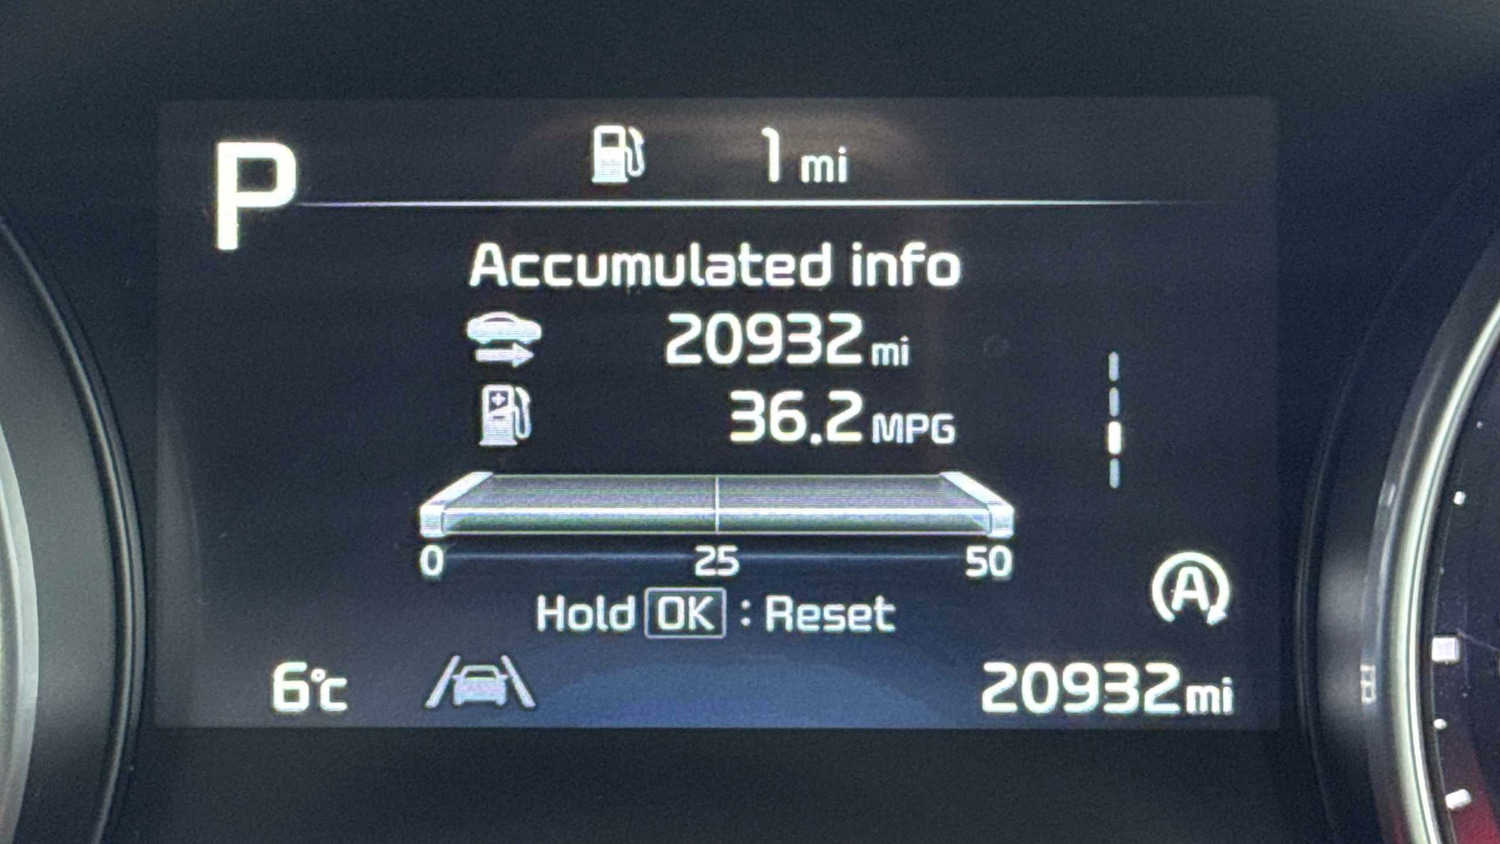 P
1 mi
Accumulated info
20932 mi
36.2 MPG
0 25 50
Hold OK : Reset
A
6°C
20932 mi